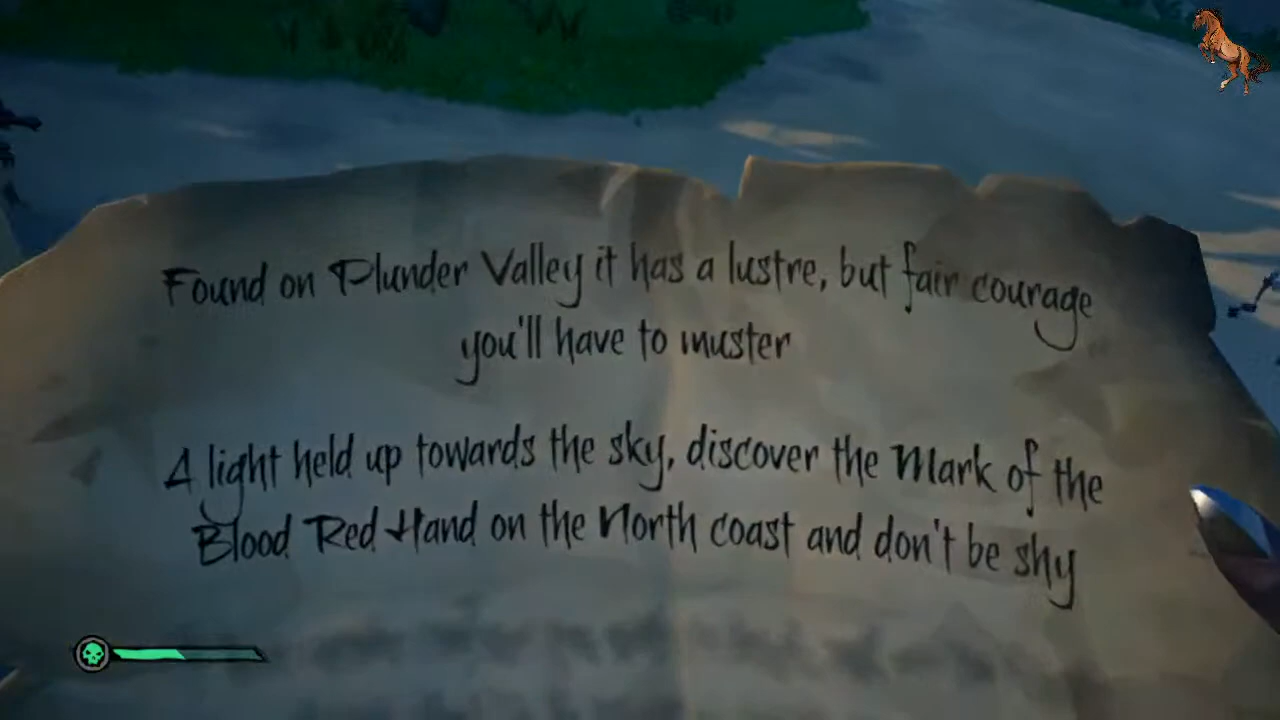 Found on Plunder Valley it has a lustre, but fair courage
you'll have to muster
A light held up towards the sky, discover the Mark of the
Blood Red Hand on the North coast and don't be shy